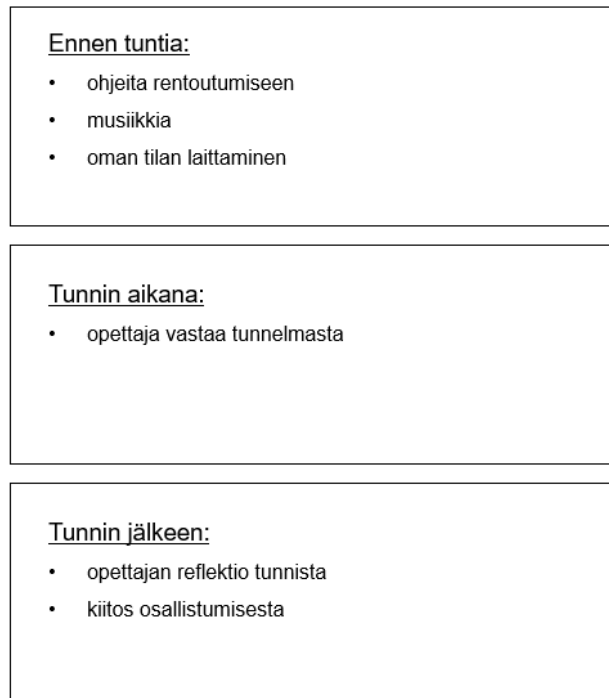 Ennen tuntia:
• ohjeita rentoutumiseen
• musiikkia
• oman tilan laittaminen
Tunnin aikana:
• opettaja vastaa tunnelmasta
Tunnin jälkeen:
• opettajan reflektio tunnista
• kiitos osallistumisesta